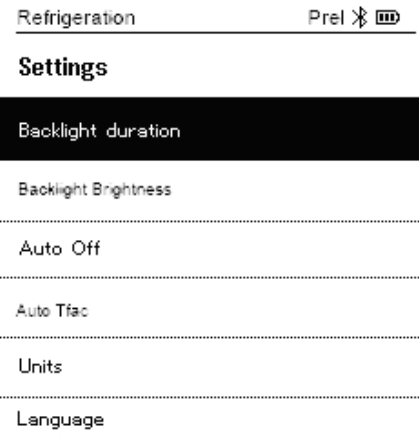 Refrigeration Prel
Settings
Backlight duration
Backlight Brightness
Auto Off
Auto Tfac
Units
Language